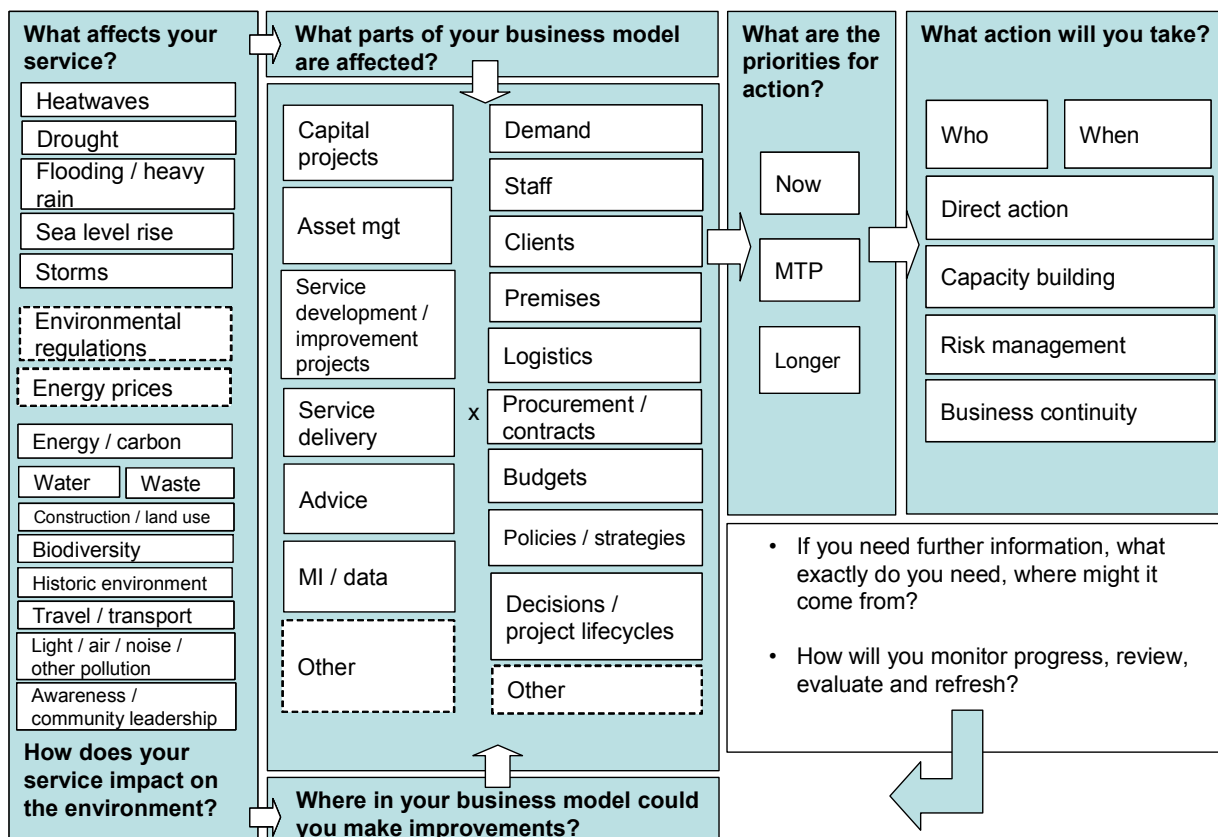 What affects your
service?
Heatwaves
Drought
Flooding / heavy
rain
Sea level rise
Storms
Environmental
regulations
Energy prices
Energy / carbon
Water
Waste
Construction / land use
Biodiversity
Historic environment
Travel / transport
Light / air / noise /
other pollution
Awareness /
community leadership
How does your
service impact on
the environment?
What parts of your business model
are affected?
Capital
projects
Asset mgt
Service
development /
improvement
projects
Service
delivery
Advice
MI / data
Other
x
Demand
Staff
Clients
Premises
Logistics
Procurement /
contracts
Budgets
Policies / strategies
Decisions /
project lifecycles
Other
Where in your business model could
you make improvements?
What are the
priorities for
action?
Now
MTP
Longer
What action will you take?
Who
When
Direct action
Capacity building
Risk management
Business continuity
• If you need further information, what
exactly do you need, where might it
come from?
• How will you monitor progress, review,
evaluate and refresh?